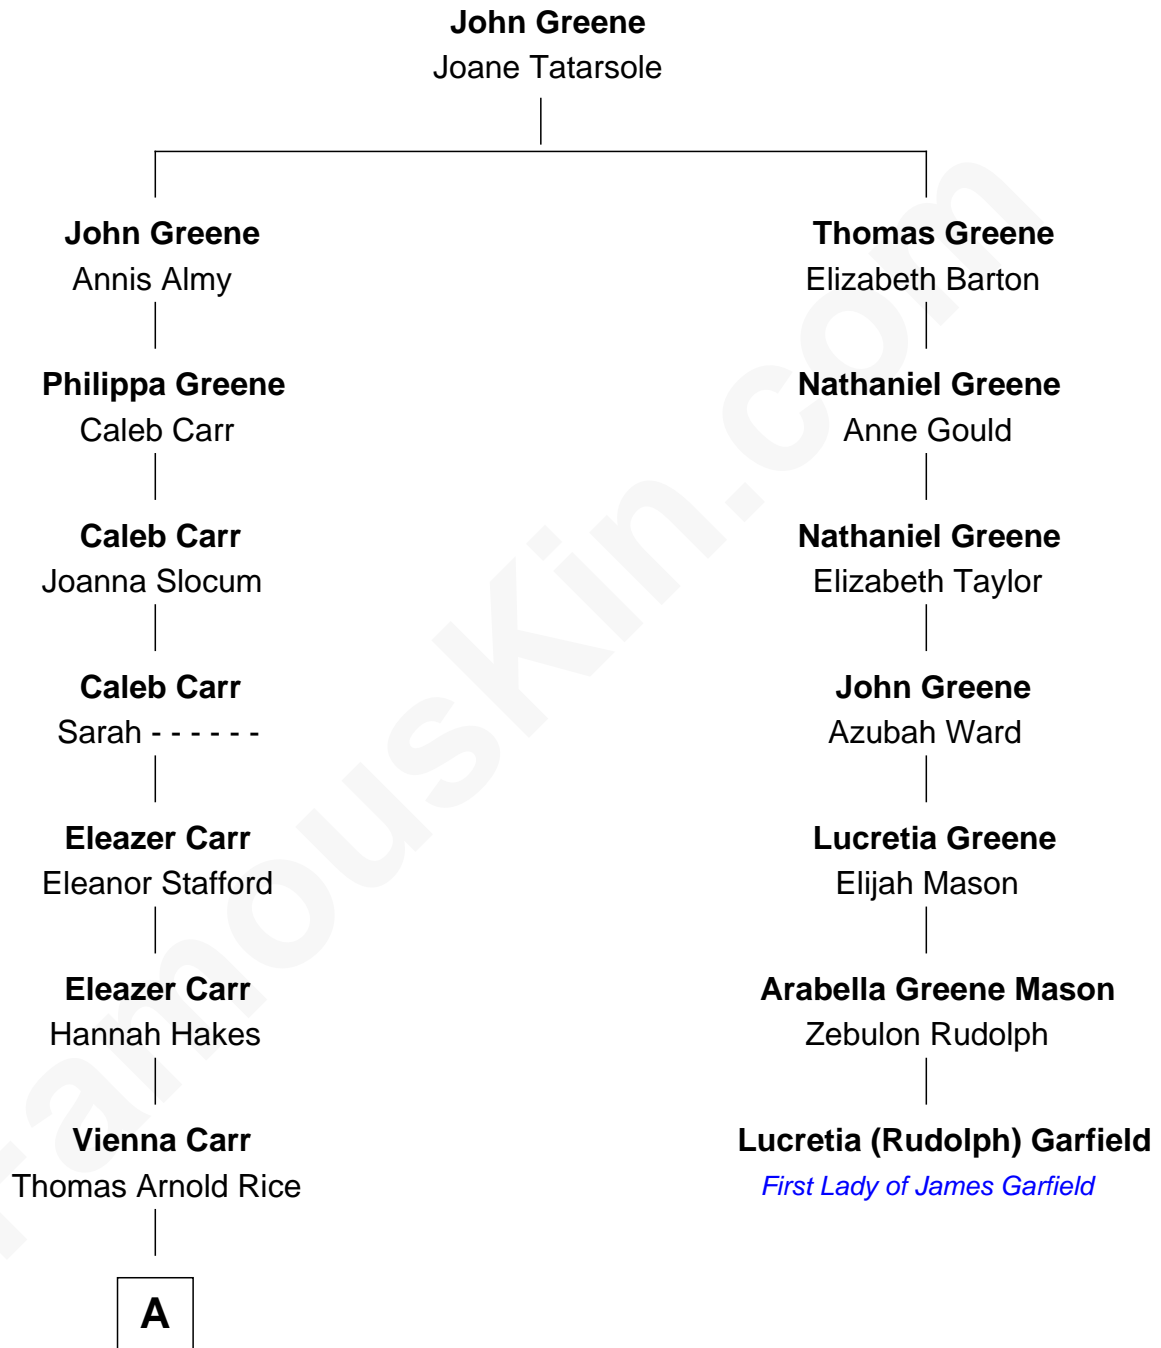 John Greene
Joane Tatarsole
John Greene
Annis Almy
Philippa Greene
Caleb Carr
Caleb Carr
Joanna Slocum
Caleb Carr
Sarah - - - - - -
Eleazer Carr
Eleanor Stafford
Eleazer Carr
Hannah Hakes
Vienna Carr
Thomas Arnold Rice
A
Thomas Greene
Elizabeth Barton
Nathaniel Greene
Anne Gould
Nathaniel Greene
Elizabeth Taylor
John Greene
Azubah Ward
Lucretia Greene
Elijah Mason
Arabella Greene Mason
Zebulon Rudolph
Lucretia (Rudolph) Garfield
First Lady of James Garfield
FamousKin.com